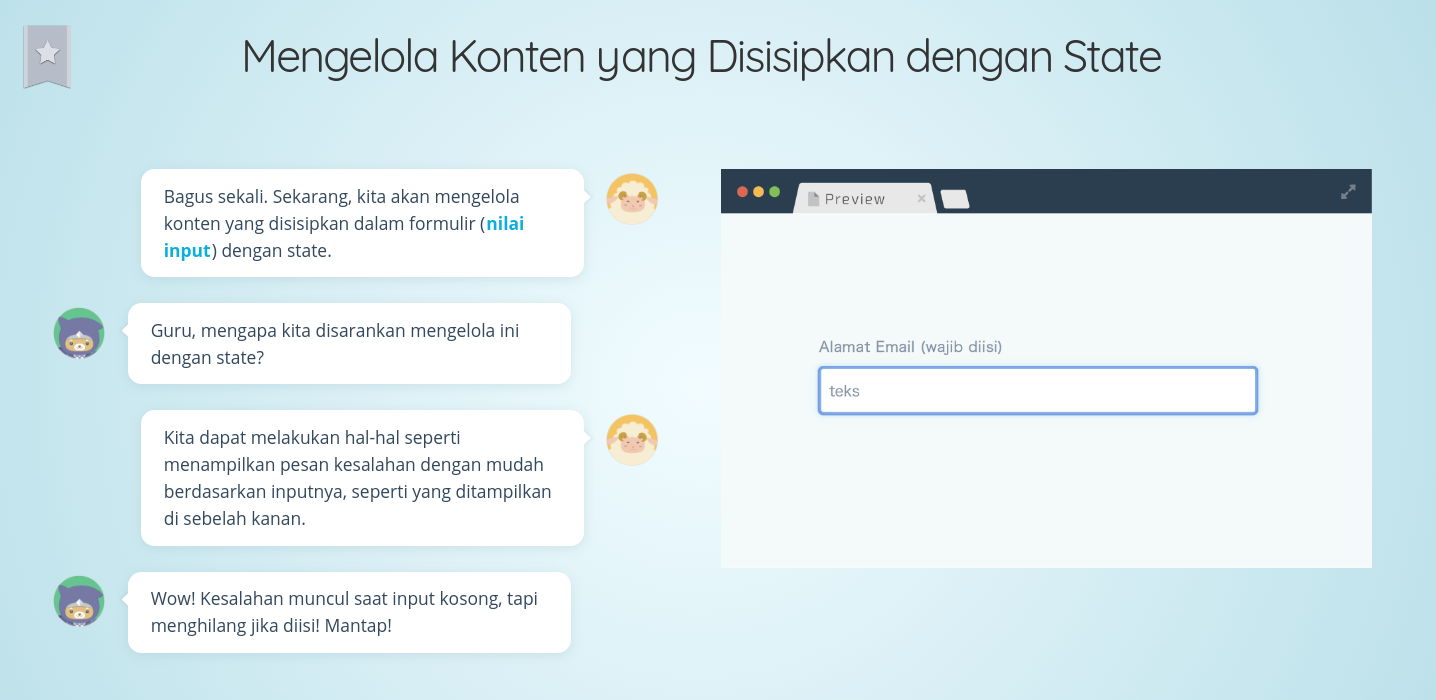 Mengelola Konten yang Disisipkan dengan State
Bagus sekali. Sekarang, kita akan mengelola
konten yang disisipkan dalam formulir (nilai
input) dengan state.
Guru, mengapa kita disarankan mengelola ini
dengan state?
Kita dapat melakukan hal-hal seperti
menampilkan pesan kesalahan dengan mudah
berdasarkan inputnya, seperti yang ditampilkan
di sebelah kanan.
Wow! Kesalahan muncul saat input kosong, tapi
menghilang jika diisi! Mantap!
Preview
Alamat Email (wajib diisi)
teks